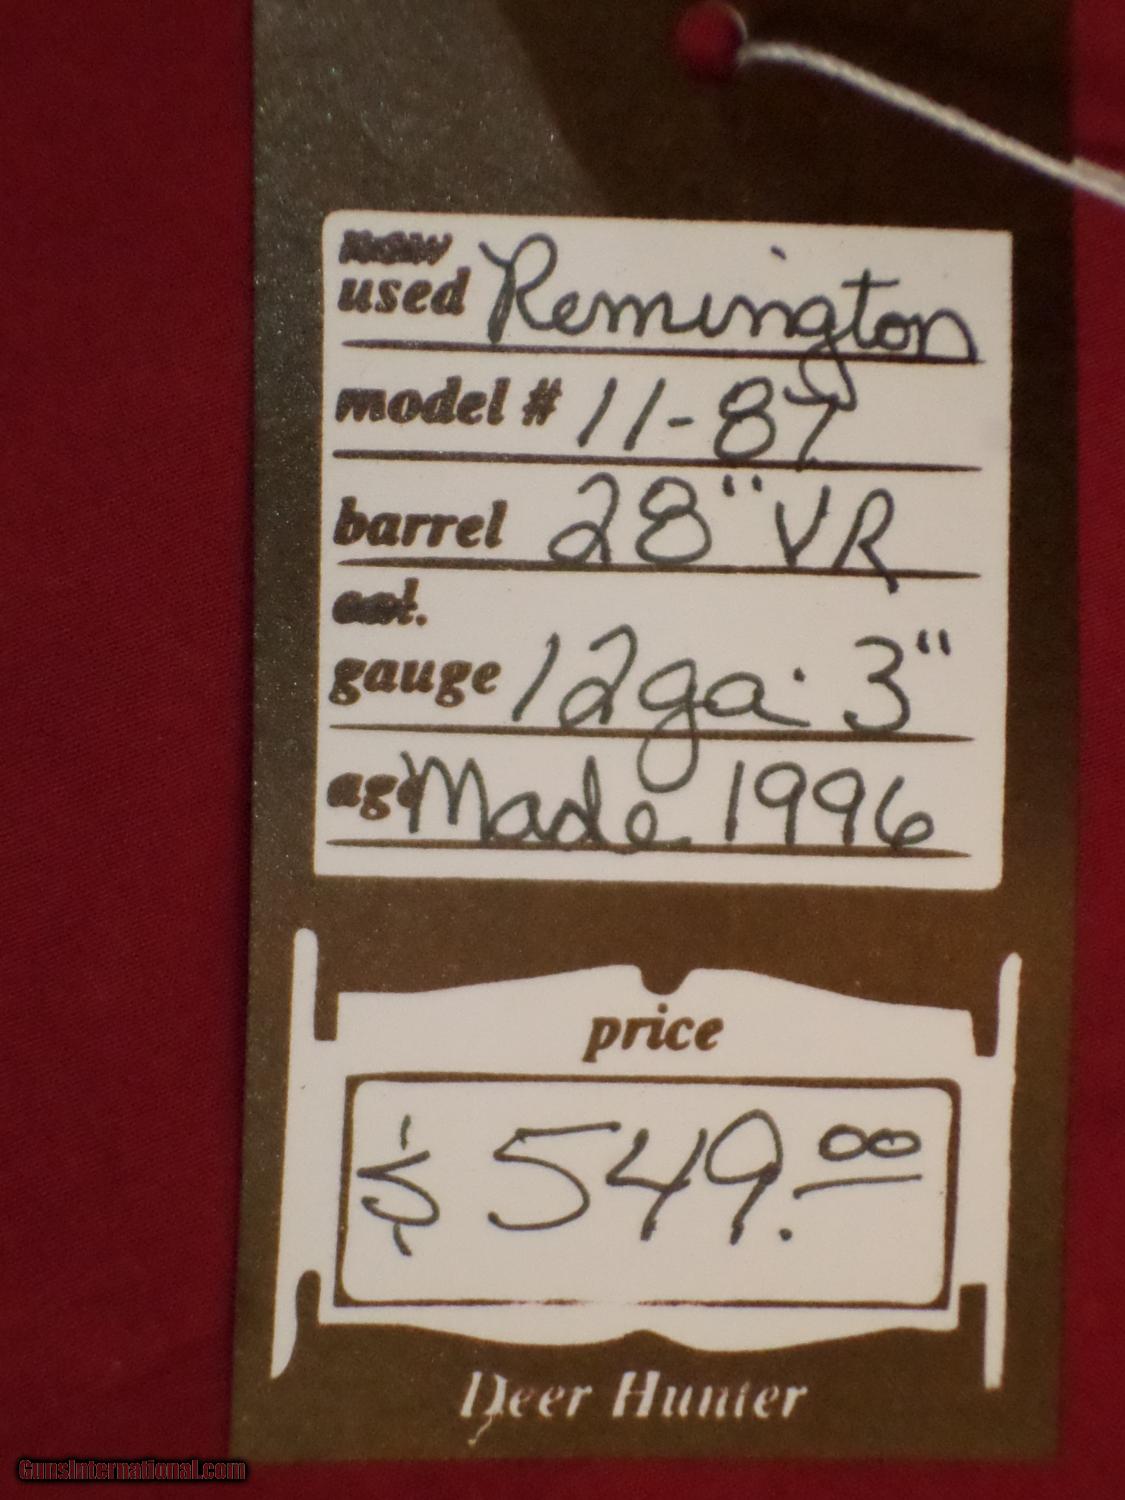 new
used Remington
model # 11-87
barrel 28" VR
cal.
gauge 12ga. 3"
age Made 1996
price
$ 549.00
Deer Hunter
GunsInternational.com